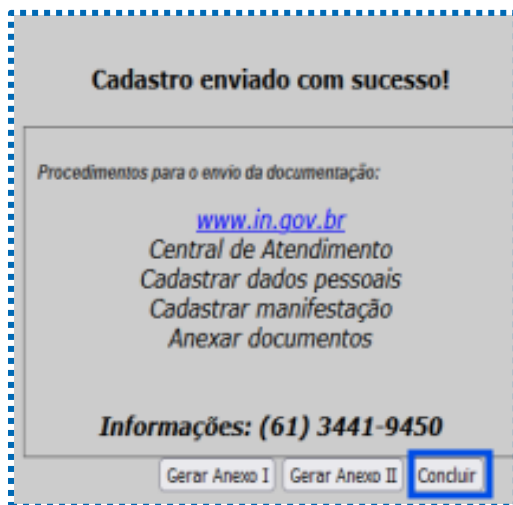 Cadastro enviado com sucesso!
Procedimentos para o envio da documentação:
www.in.gov.br
Central de Atendimento
Cadastrar dados pessoais
Cadastrar manifestação
Anexar documentos
Informações: (61) 3441-9450
Gerar Anexo I Gerar Anexo II Concluir